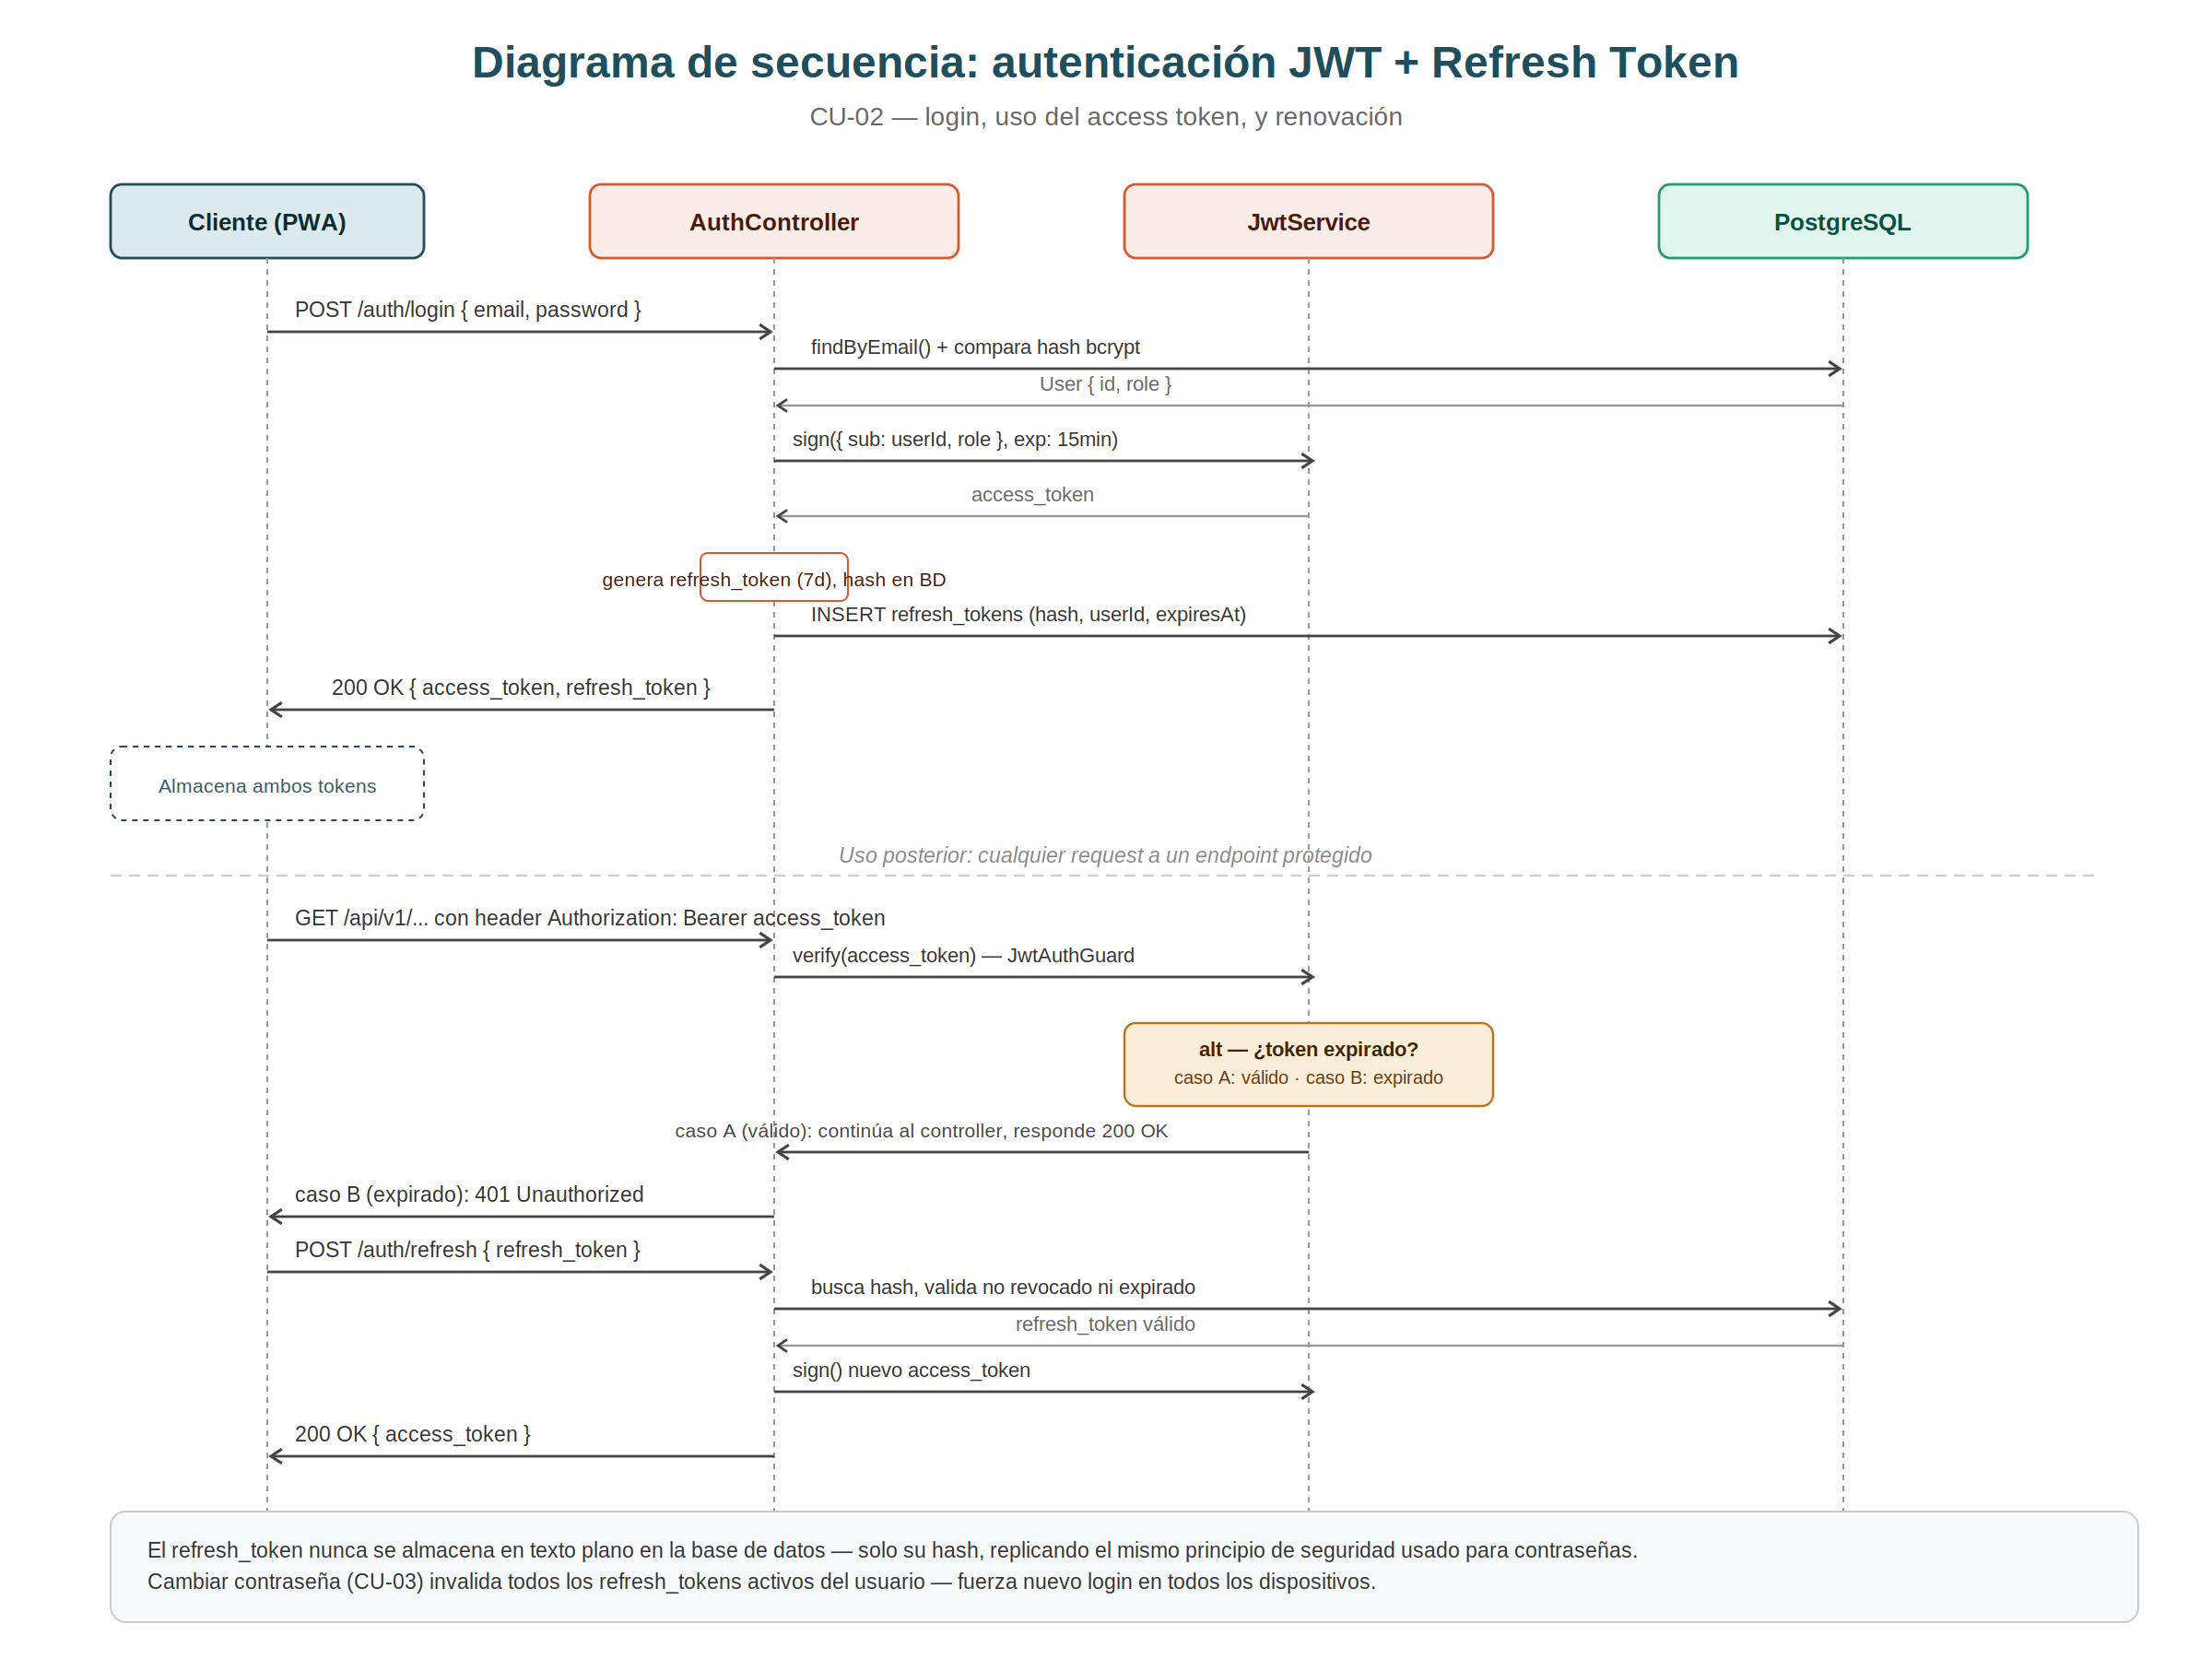 Diagrama de secuencia: autenticación JWT + Refresh Token
CU-02 — login, uso del access token, y renovación
Cliente (PWA)
AuthController
JwtService
PostgreSQL
POST /auth/login { email, password }
findByEmail() + compara hash bcrypt
User { id, role }
sign({ sub: userId, role }, exp: 15min)
access_token
genera refresh_token (7d), hash en BD
INSERT refresh_tokens (hash, userId, expiresAt)
200 OK { access_token, refresh_token }
Almacena ambos tokens
Uso posterior: cualquier request a un endpoint protegido
GET /api/v1/... con header Authorization: Bearer access_token
verify(access_token) — JwtAuthGuard
alt — ¿token expirado?
caso A: válido · caso B: expirado
caso A (válido): continúa al controller, responde 200 OK
caso B (expirado): 401 Unauthorized
POST /auth/refresh { refresh_token }
busca hash, valida no revocado ni expirado
refresh_token válido
sign() nuevo access_token
200 OK { access_token }
El refresh_token nunca se almacena en texto plano en la base de datos — solo su hash, replicando el mismo principio de seguridad usado para contraseñas.
Cambiar contraseña (CU-03) invalida todos los refresh_tokens activos del usuario — fuerza nuevo login en todos los dispositivos.